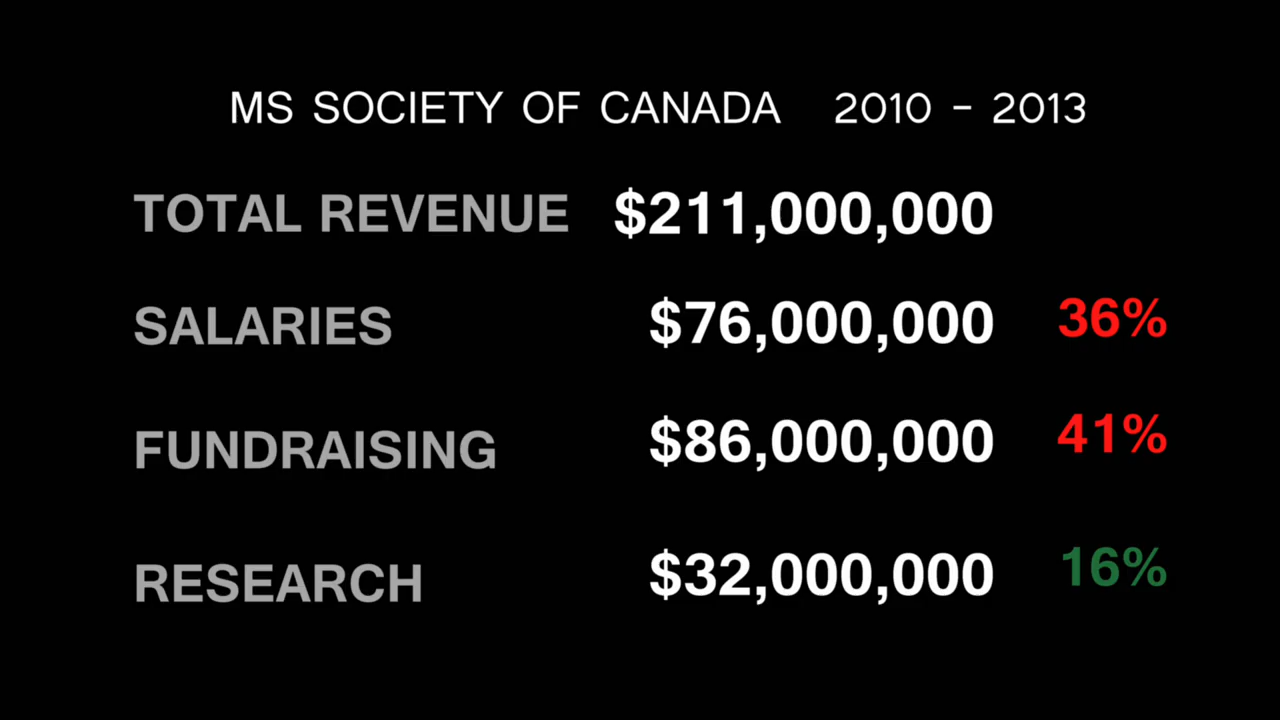 MS SOCIETY OF CANADA 2010 - 2013
TOTAL REVENUE $211,000,000
SALARIES $76,000,000 36%
FUNDRAISING $86,000,000 41%
RESEARCH $32,000,000 16%